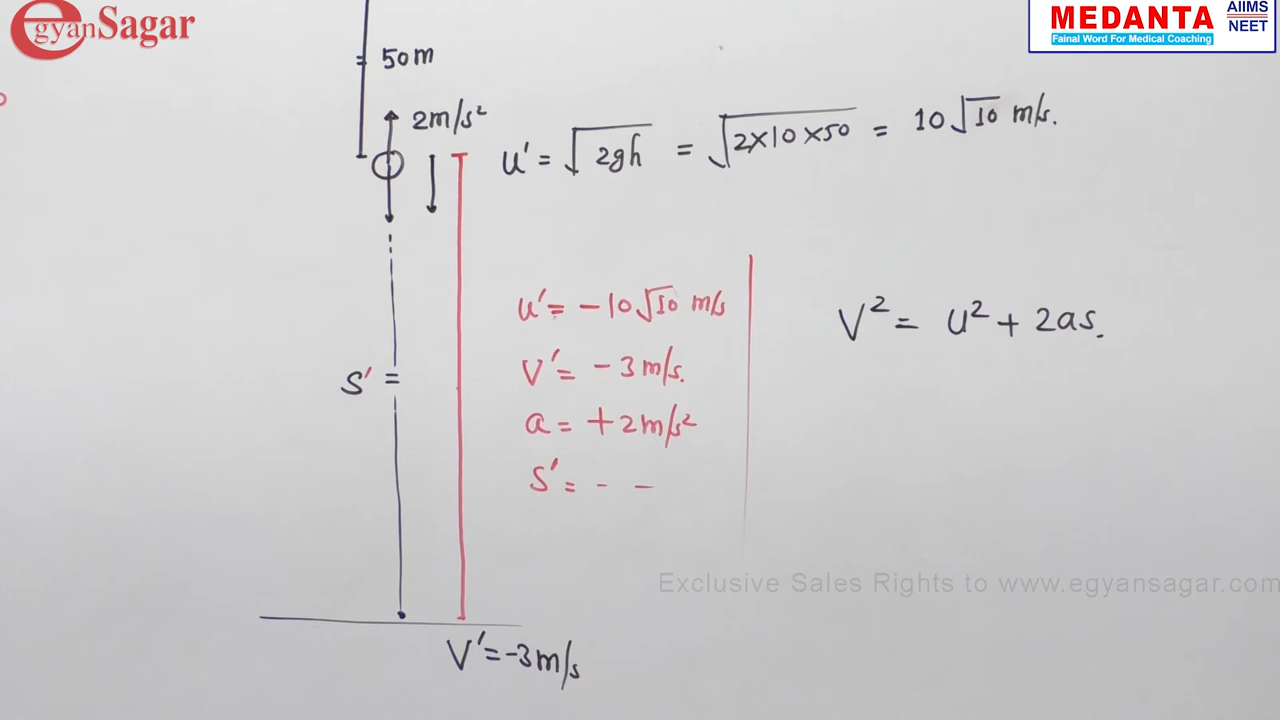 egyanSagar
MEDANTA
AIIMS
NEET
Fainal Word For Medical Coaching
50m
2m/s²
u' = √2gh = √2×10×50 = 10√10 m/s.
u' = -10√10 m/s
V' = -3m/s.
a = +2m/s²
S' = - -
V² = u² + 2as.
S' =
Exclusive Sales Rights to www.egyansagar.com
V' = -3m/s